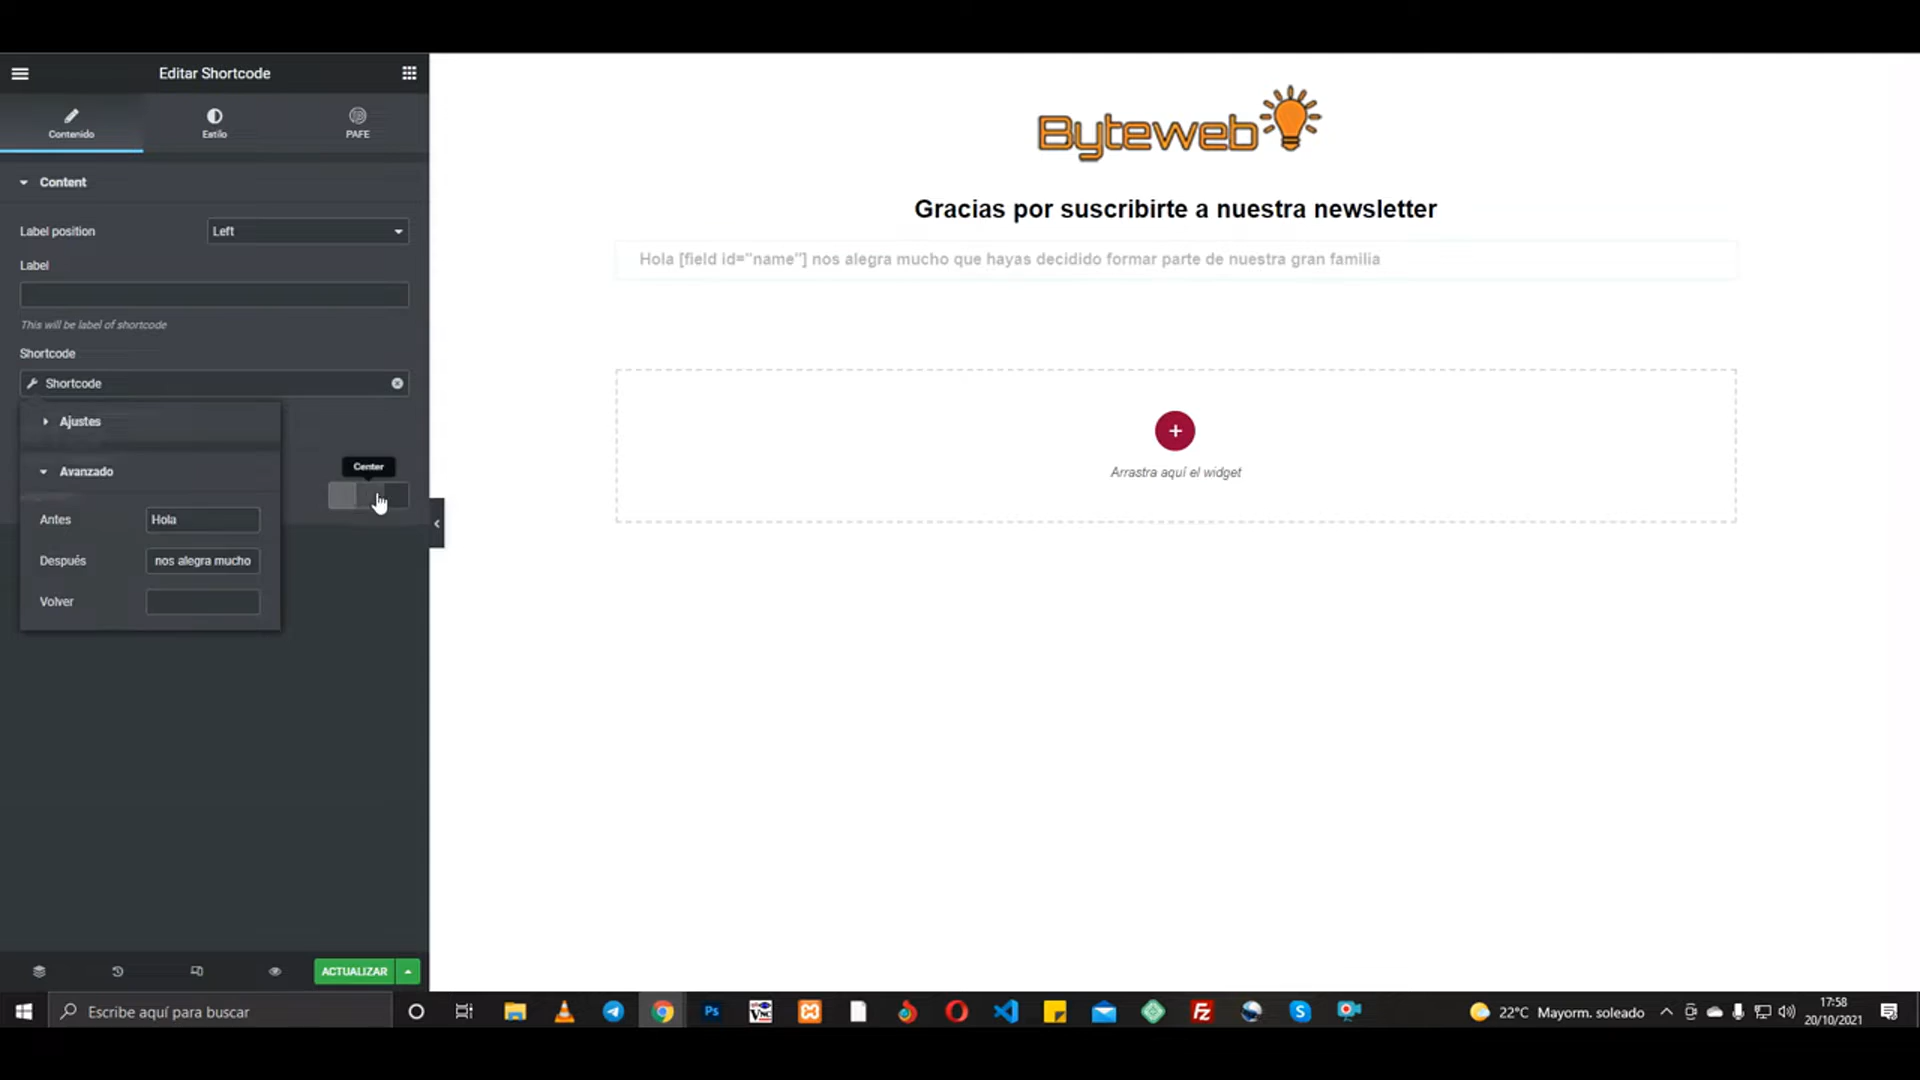 Editar Shortcode
Contenido
Estilo
PAFE
Content
Label position
Left
Label
This will be label of shortcode
Shortcode
Shortcode
Ajustes
Avanzado
Center
Antes
Hola
Después
nos alegra mucho
Volver
ACTUALIZAR
Byteweb
Gracias por suscribirte a nuestra newsletter
Hola [field id="name"] nos alegra mucho que hayas decidido formar parte de nuestra gran familia
Arrastra aquí el widget
Escribe aquí para buscar
Ps
VNC
FZ
S
22°C Mayorm. soleado
17:58
20/10/2021